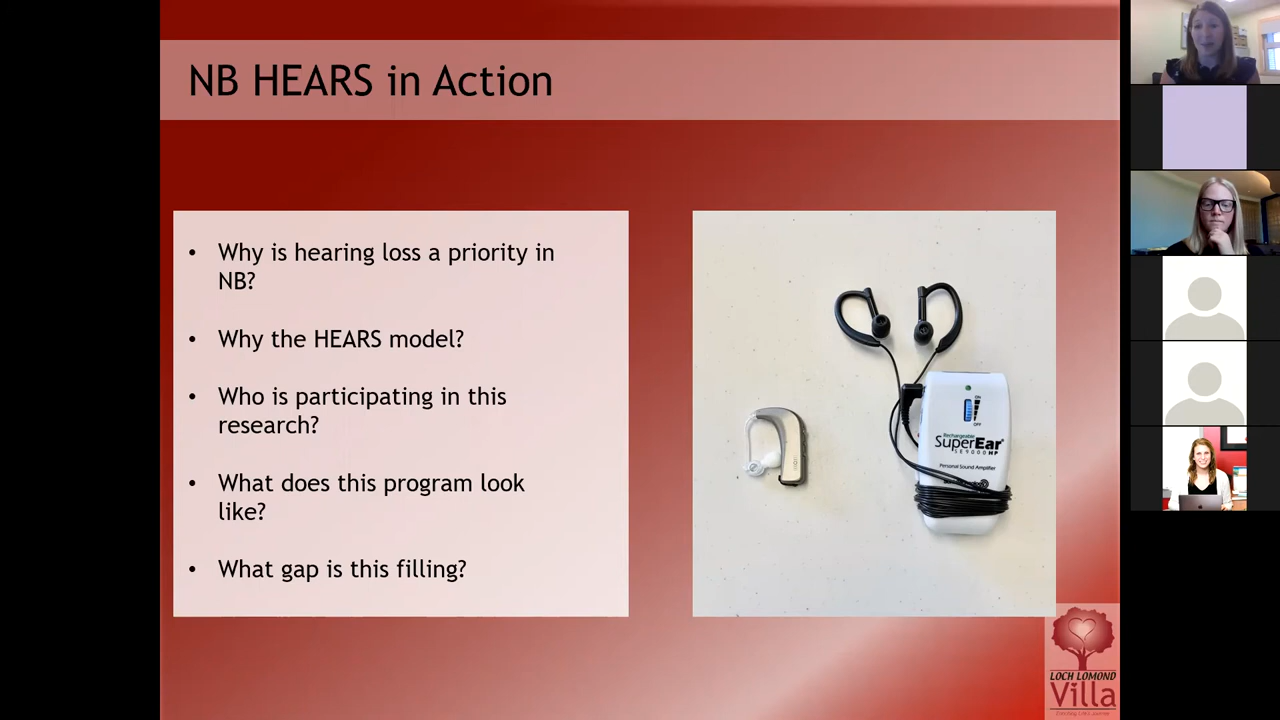 NB HEARS in Action
• Why is hearing loss a priority in
NB?
• Why the HEARS model?
• Who is participating in this
research?
• What does this program look
like?
• What gap is this filling?
ON
OFF
Rechargeable
SuperEar®
SE9000HP
Personal Sound Amplifier
LOCH LOMOND
Villa